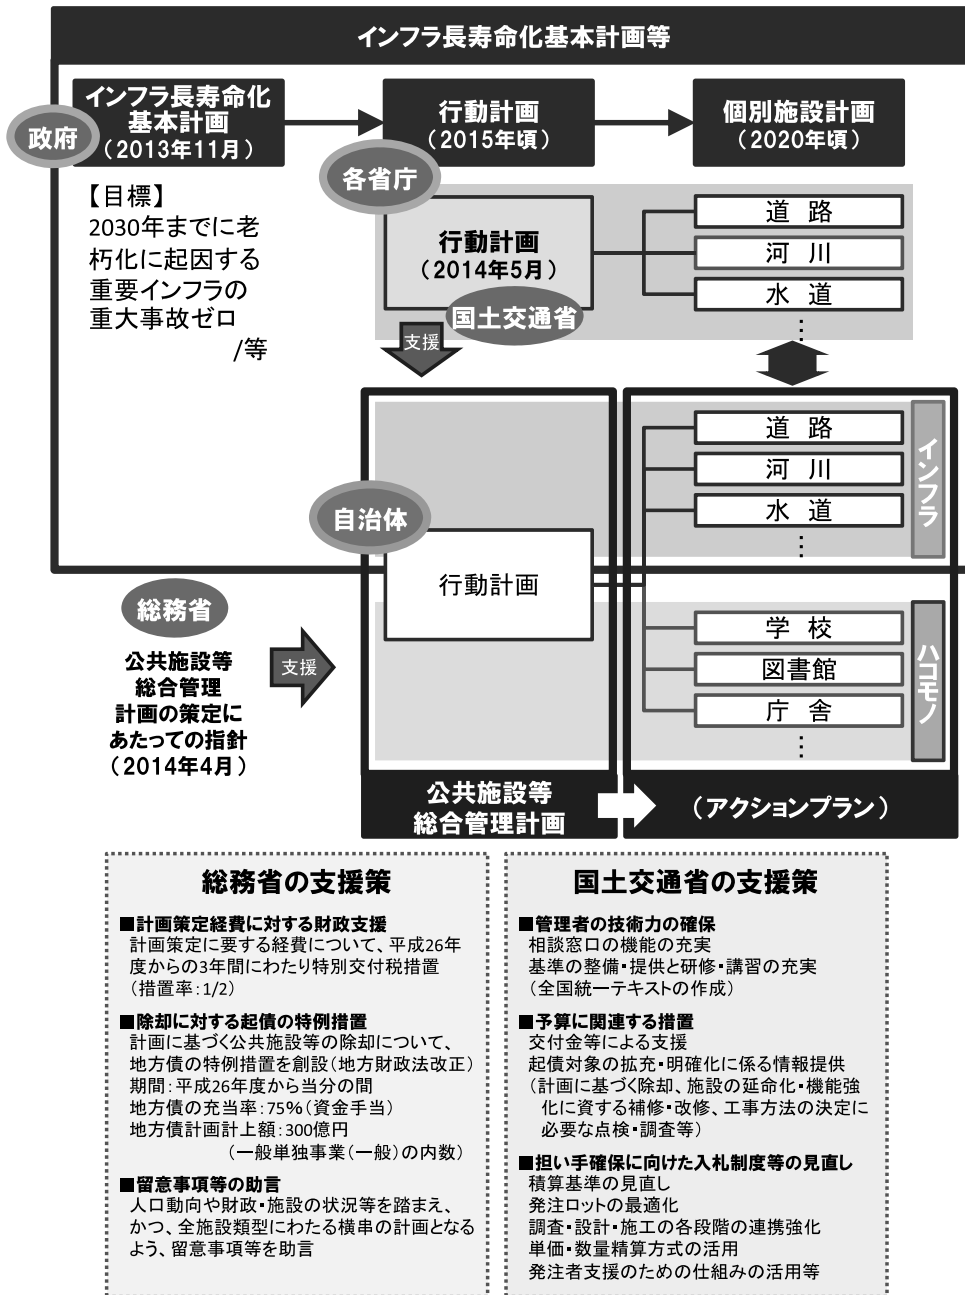 インフラ長寿命化基本計画等
政府
インフラ長寿命化
基本計画
（2013年11月）
行動計画
（2015年頃）
個別施設計画
（2020年頃）
【目標】
2030年までに老
朽化に起因する
重要インフラの
重大事故ゼロ
/等
各省庁
行動計画
（2014年5月）
国土交通省
道 路
河 川
水 道
⋮
支援
自治体
行動計画
道 路
河 川
水 道
⋮
インフラ
総務省
公共施設等
総合管理
計画の策定に
あたっての指針
（2014年4月）
支援
学 校
図書館
庁 舎
⋮
ハコモノ
公共施設等
総合管理計画
（アクションプラン）
総務省の支援策
■計画策定経費に対する財政支援
計画策定に要する経費について、平成26年
度からの3年間にわたり特別交付税措置
（措置率：1/2）
■除却に対する起債の特例措置
計画に基づく公共施設等の除却について、
地方債の特例措置を創設（地方財政法改正）
期間：平成26年度から当分の間
地方債の充当率：75%（資金手当）
地方債計画計上額：300億円
（一般単独事業（一般）の内数）
■留意事項等の助言
人口動向や財政・施設の状況等を踏まえ、
かつ、全施設類型にわたる横串の計画となる
よう、留意事項等を助言
国土交通省の支援策
■管理者の技術力の確保
相談窓口の機能の充実
基準の整備・提供と研修・講習の充実
（全国統一テキストの作成）
■予算に関連する措置
交付金等による支援
起債対象の拡充・明確化に係る情報提供
（計画に基づく除却、施設の延命化・機能強
化に資する補修・改修、工事方法の決定に
必要な点検・調査等）
■担い手確保に向けた入札制度等の見直し
積算基準の見直し
発注ロットの最適化
調査・設計・施工の各段階の連携強化
単価・数量精算方式の活用
発注者支援のための仕組みの活用等